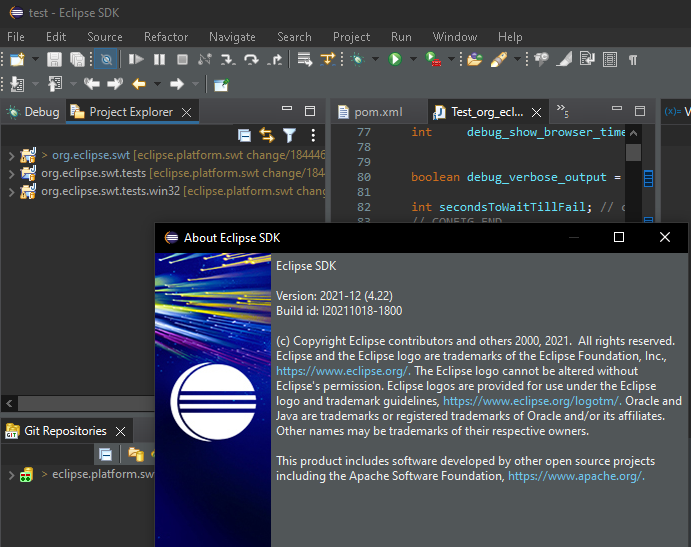 test - Eclipse SDK
File Edit Source Refactor Navigate Search Project Run Window Help
Debug Project Explorer
pom.xml Test_org_ecl... »5
(x)= V
> org.eclipse.swt [eclipse.platform.swt change/184446
org.eclipse.swt.tests [eclipse.platform.swt change/1844
org.eclipse.swt.tests.win32 [eclipse.platform.swt chang
77 int debug_show_browser_time
78
79
80 boolean debug_verbose_output =
81
82 int secondsToWaitTillFail; //
83 // CONFIG END
About Eclipse SDK
Eclipse SDK
Version: 2021-12 (4.22)
Build id: I20211018-1800
(c) Copyright Eclipse contributors and others 2000, 2021. All rights reserved.
Eclipse and the Eclipse logo are trademarks of the Eclipse Foundation, Inc.,
https://www.eclipse.org/. The Eclipse logo cannot be altered without
Eclipse's permission. Eclipse logos are provided for use under the Eclipse
logo and trademark guidelines, https://www.eclipse.org/logotm/. Oracle and
Java are trademarks or registered trademarks of Oracle and/or its affiliates.
Other names may be trademarks of their respective owners.
This product includes software developed by other open source projects
including the Apache Software Foundation, https://www.apache.org/.
Git Repositories
GIT
> eclipse.platform.swt